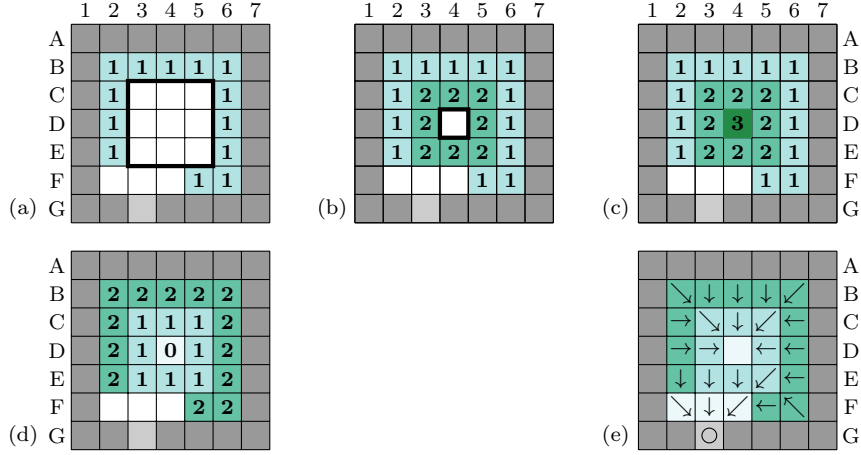 1 2 3 4 5 6 7 1 2 3 4 5 6 7 1 2 3 4 5 6 7
A A
B 1 1 1 1 1 1 1 1 1 1 1 1 1 1 1 B
C 1 1 1 2 2 2 1 1 2 2 2 1 C
D 1 1 1 2 2 1 1 2 3 2 1 D
E 1 1 1 2 2 2 1 1 2 2 2 1 E
F 1 1 1 1 1 1 F
(a) G (b) (c) G
A A
B 2 2 2 2 2 ↘ ↓ ↓ ↓ ↙ B
C 2 1 1 1 2 → ↘ ↓ ↙ ← C
D 2 1 0 1 2 → → ← ← D
E 2 1 1 1 2 ↓ ↓ ↓ ↙ ← E
F 2 2 ↘ ↓ ↙ ← ↖ F
(d) G (e) ○ G